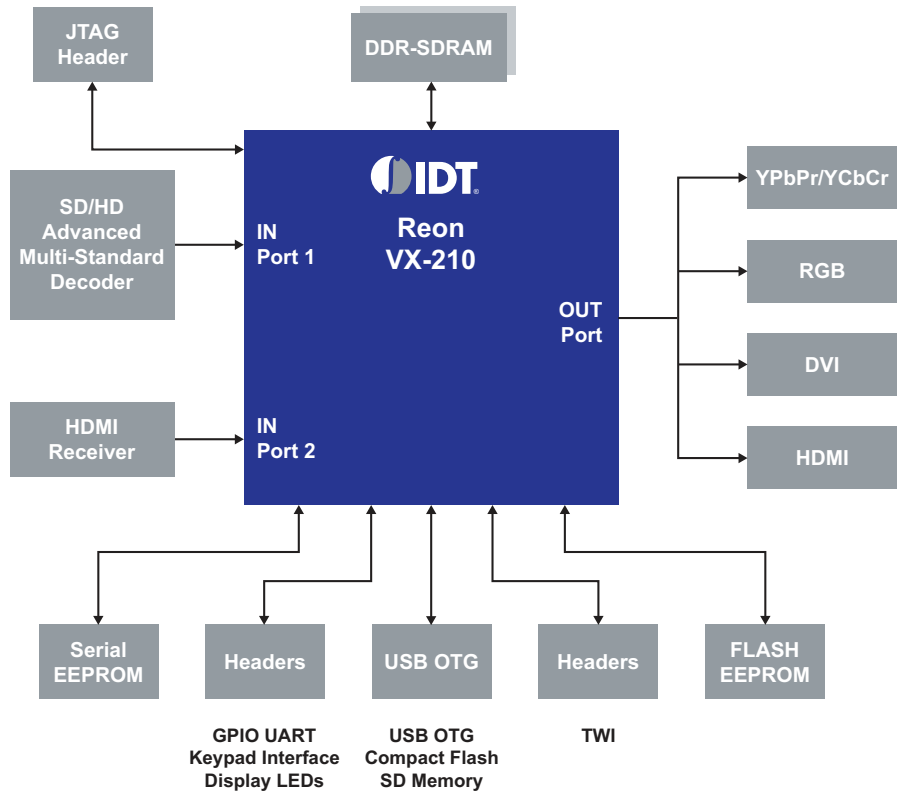 JTAG
Header
DDR-SDRAM
IDT®
Reon
VX-210
SD/HD
Advanced
Multi-Standard
Decoder
IN
Port 1
HDMI
Receiver
IN
Port 2
OUT
Port
YPbPr/YCbCr
RGB
DVI
HDMI
Serial
EEPROM
Headers
USB OTG
Headers
FLASH
EEPROM
GPIO UART
Keypad Interface
Display LEDs
USB OTG
Compact Flash
SD Memory
TWI